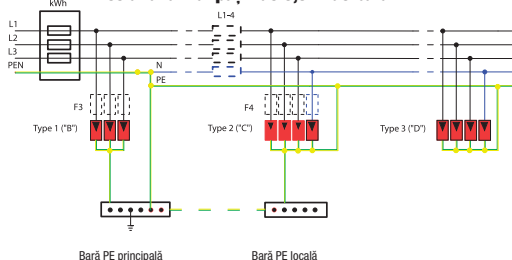 kWh
L1-4
L1
L2
L3
PEN
N
PE
F3
F4
Type 1 ("B")
Type 2 ("C")
Type 3 ("D")
Bară PE principală
Bară PE locală